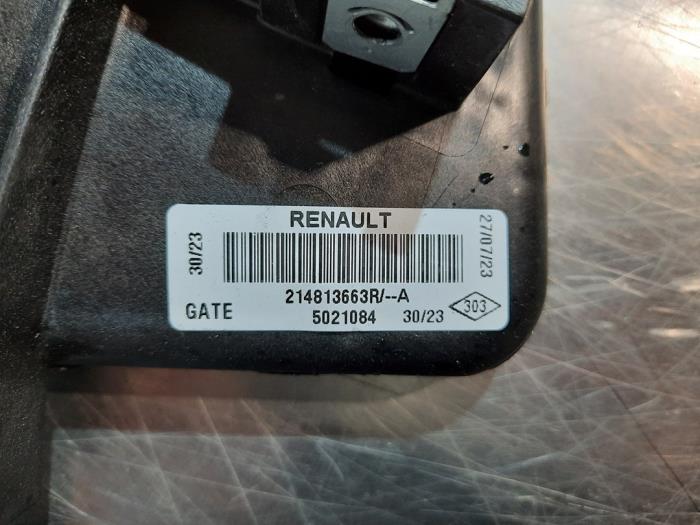 RENAULT
30/23
27/07/23
214813663R/--A
GATE
5021084 30/23
303